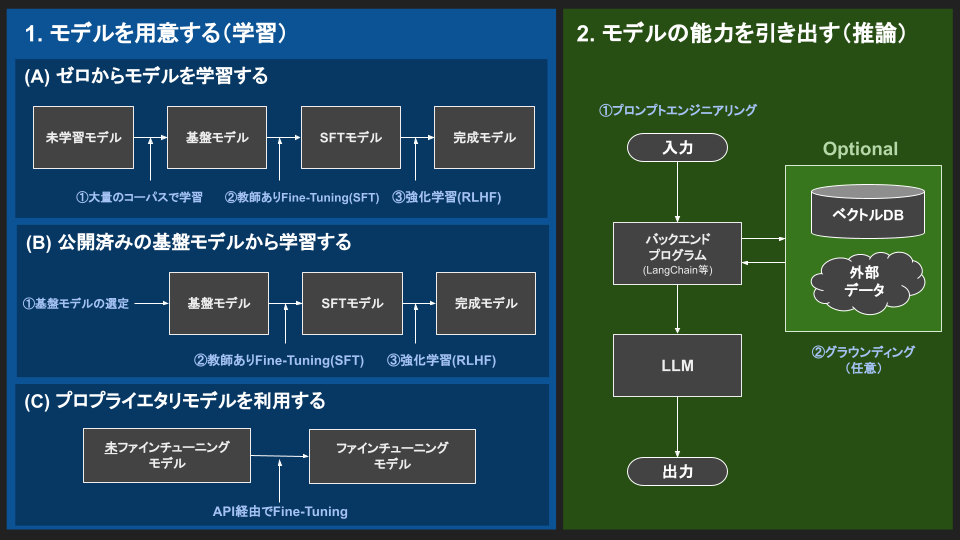 1. モデルを用意する（学習）
(A) ゼロからモデルを学習する
未学習モデル
基盤モデル
SFTモデル
完成モデル
①大量のコーパスで学習
②教師ありFine-Tuning(SFT)
③強化学習(RLHF)
(B) 公開済みの基盤モデルから学習する
①基盤モデルの選定
基盤モデル
SFTモデル
完成モデル
②教師ありFine-Tuning(SFT)
③強化学習(RLHF)
(C) プロプライエタリモデルを利用する
未ファインチューニング
モデル
ファインチューニング
モデル
API経由でFine-Tuning
2. モデルの能力を引き出す（推論）
①プロンプトエンジニアリング
入力
Optional
ベクトルDB
バックエンド
プログラム
(LangChain等)
外部
データ
②グラウンディング
（任意）
LLM
出力